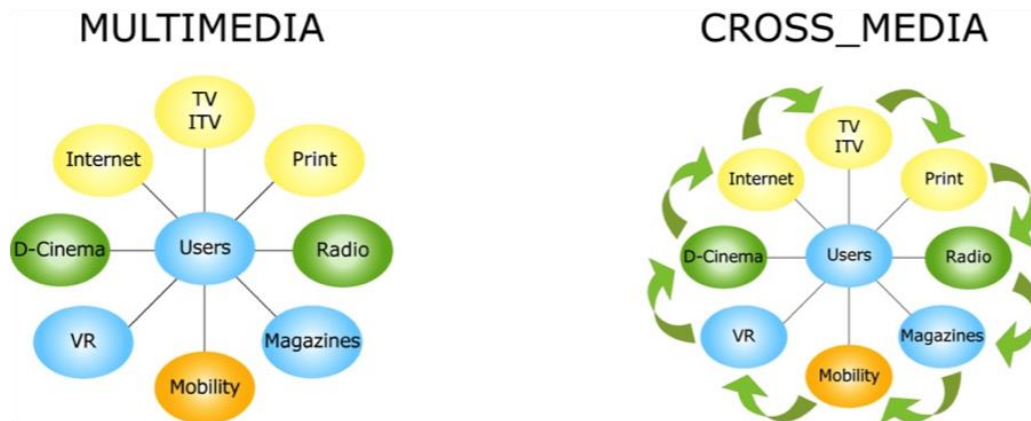 MULTIMEDIA
TV
ITV
Internet
Print
D-Cinema
Users
Radio
VR
Magazines
Mobility
CROSS_MEDIA
TV
ITV
Internet
Print
D-Cinema
Users
Radio
VR
Magazines
Mobility